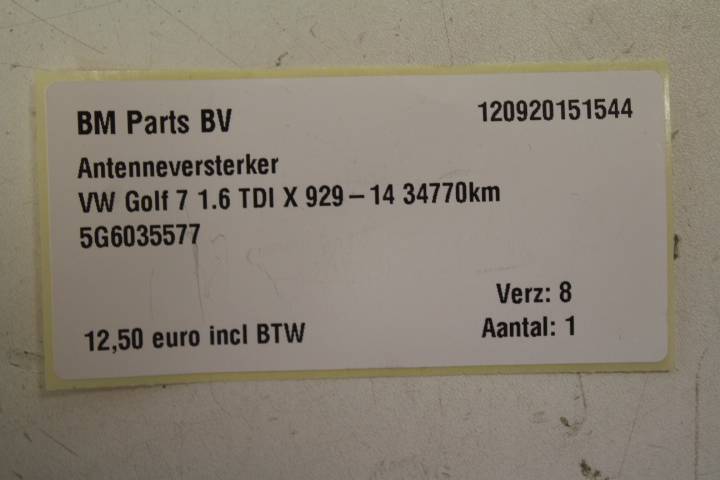 BM Parts BV 120920151544
Antenneversterker
VW Golf 7 1.6 TDI X 929 – 14 34770km
5G6035577
Verz: 8
12,50 euro incl BTW Aantal: 1